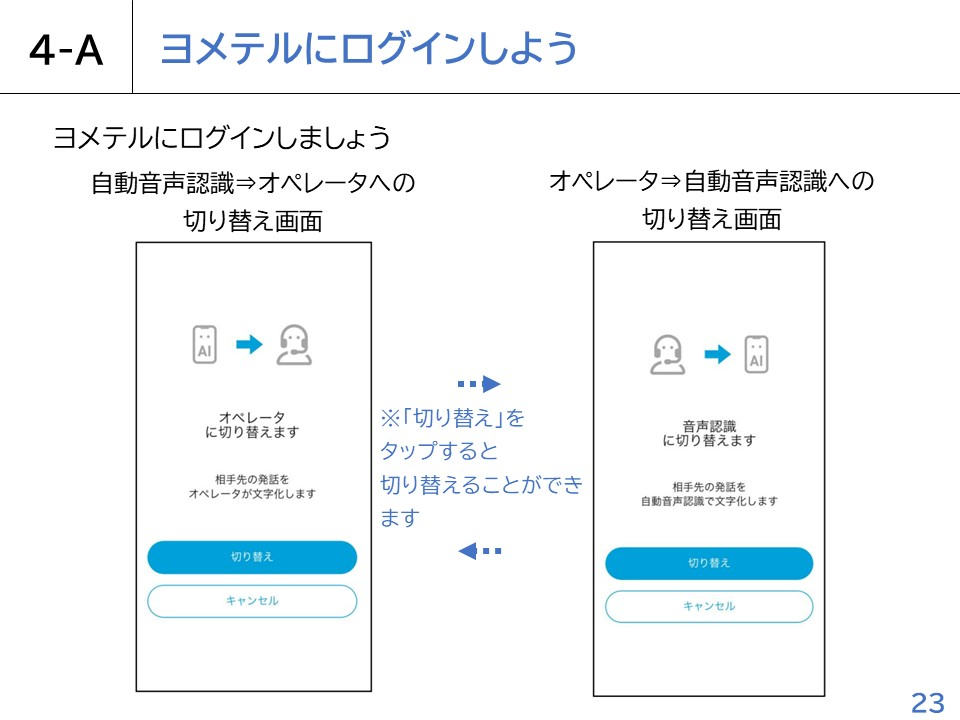 4-A
ヨメテルにログインしよう
ヨメテルにログインしましょう
自動音声認識⇒オペレータへの
切り替え画面
オペレータ⇒自動音声認識への
切り替え画面
AI
オペレータ
に切り替えます
相手先の発話を
オペレータが文字化します
切り替え
キャンセル
※「切り替え」を
タップすると
切り替えることができ
ます
AI
音声認識
に切り替えます
相手先の発話を
自動音声認識で文字化します
切り替え
キャンセル
23